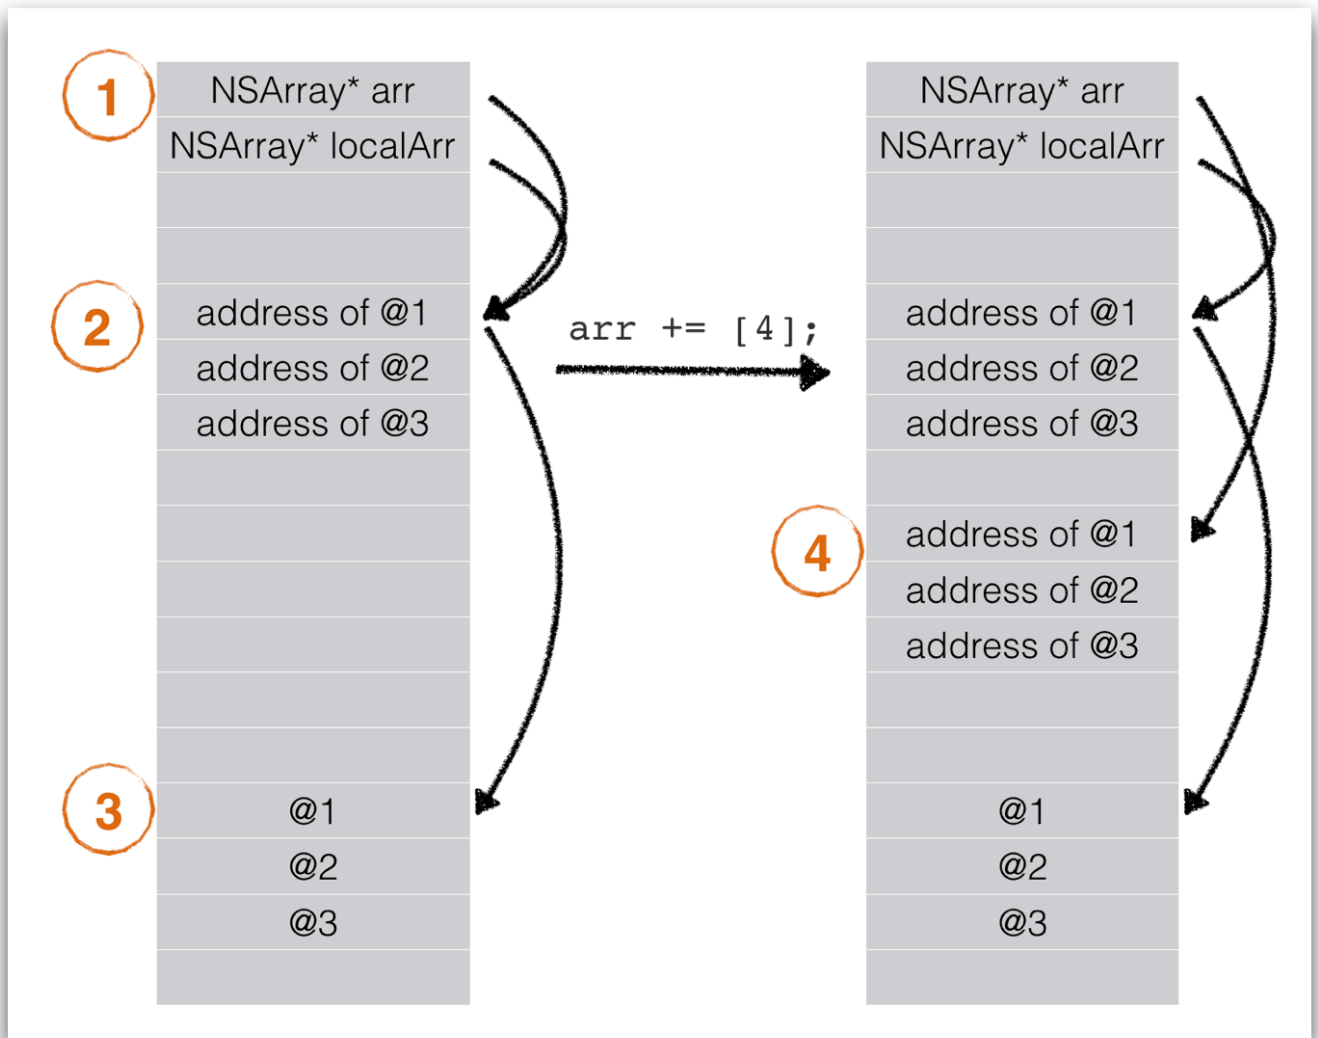 1
NSArray* arr
NSArray* localArr
2
address of @1
address of @2
address of @3
3
@1
@2
@3
arr += [4];
NSArray* arr
NSArray* localArr
address of @1
address of @2
address of @3
4
address of @1
address of @2
address of @3
@1
@2
@3